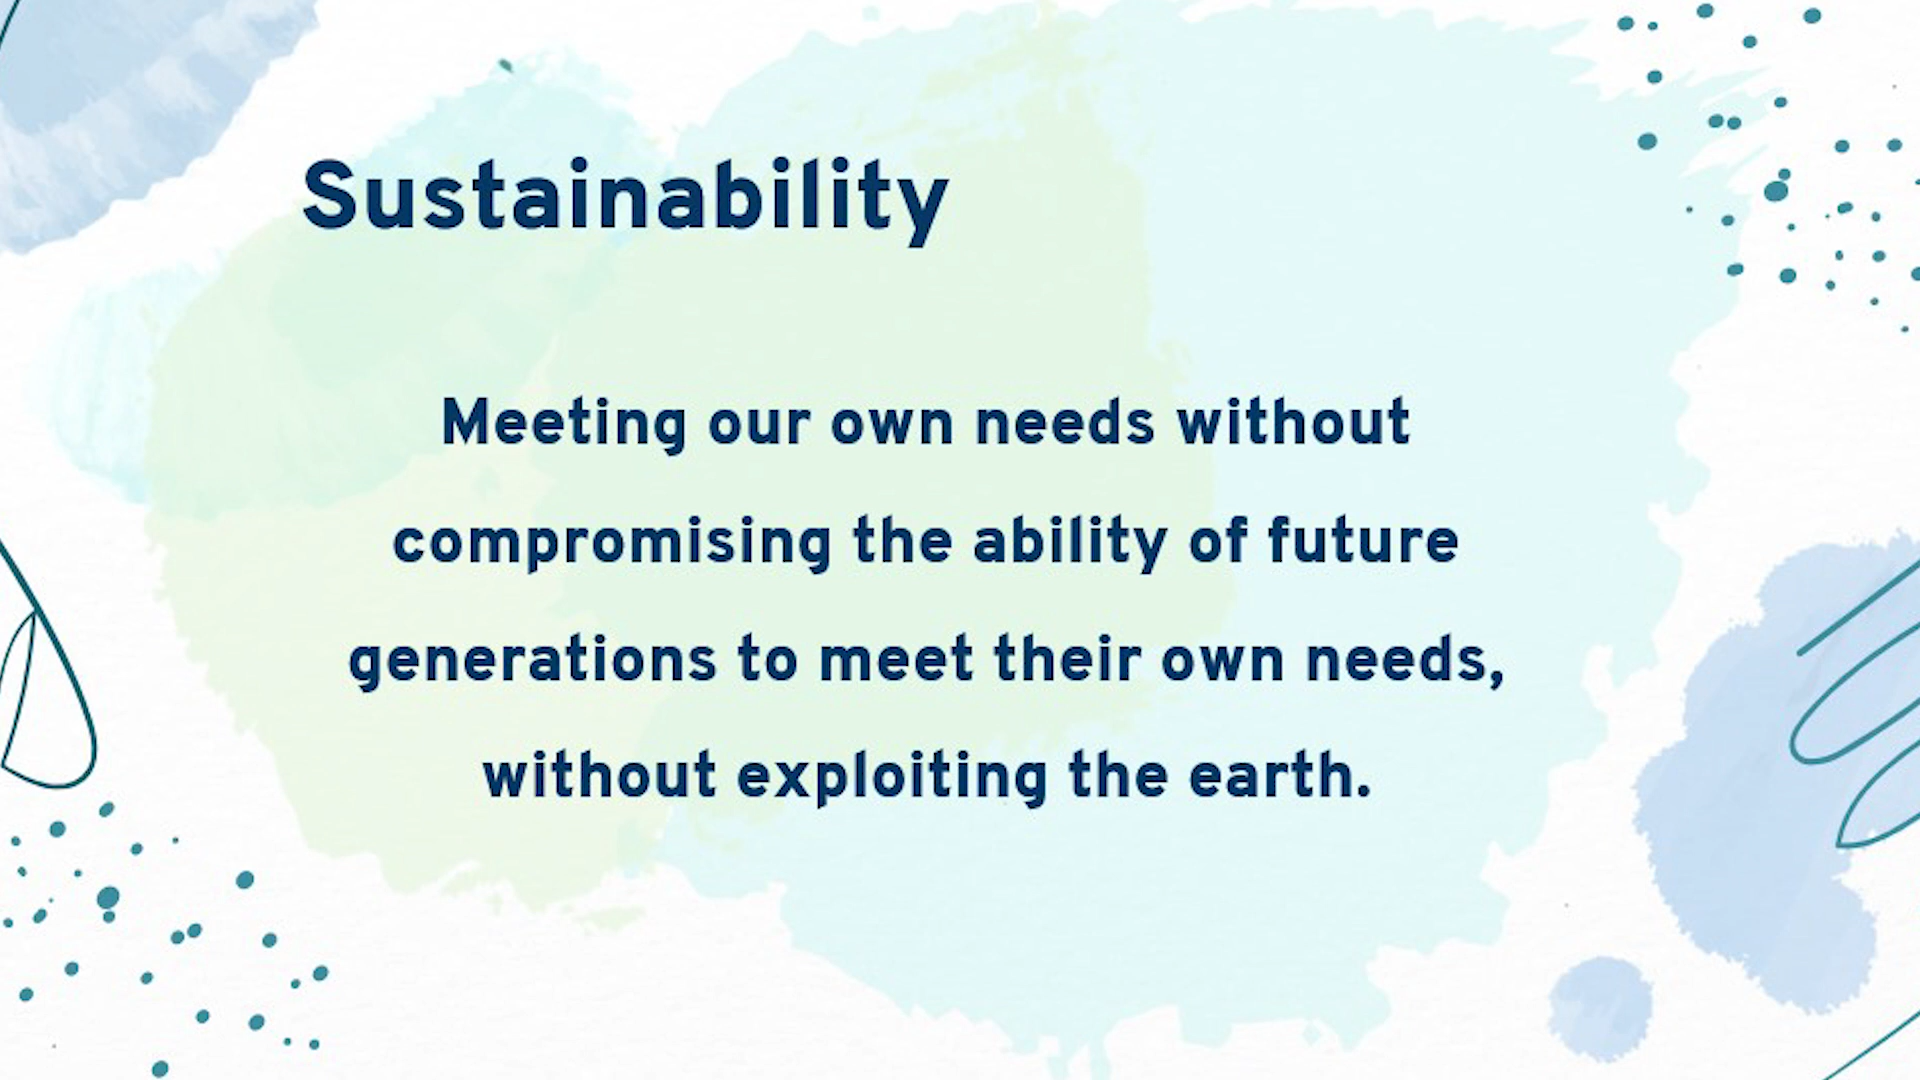 Sustainability
Meeting our own needs without
compromising the ability of future
generations to meet their own needs,
without exploiting the earth.